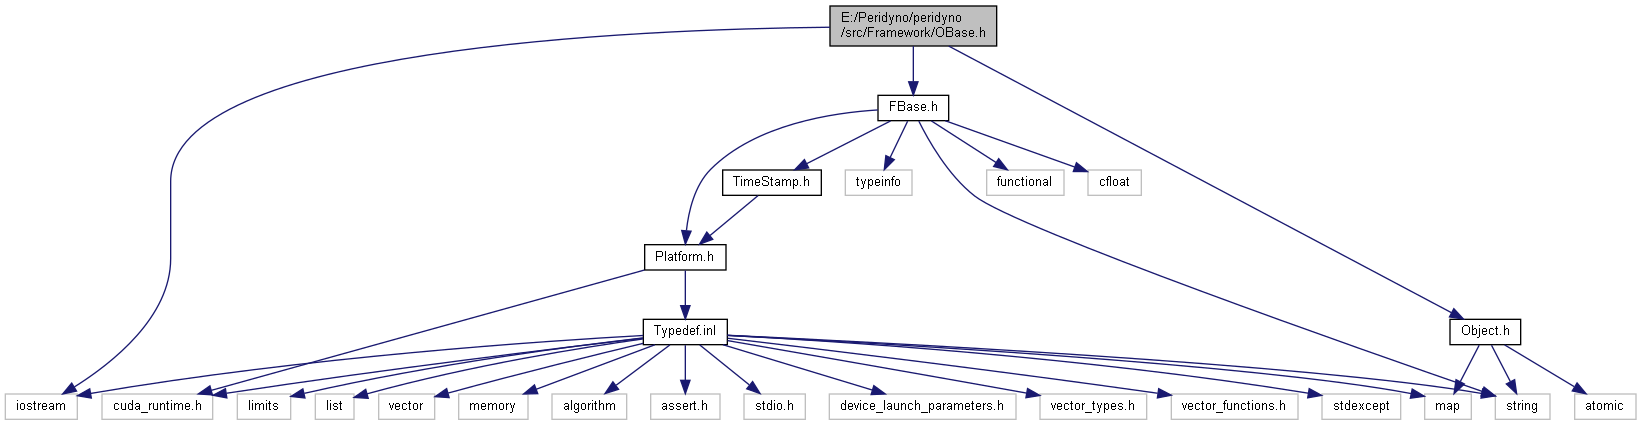 E:/Peridyno/peridyno
/src/Framework/OBase.h
FBase.h
TimeStamp.h
typeinfo
functional
cfloat
Platform.h
Typedef.inl
Object.h
iostream
cuda_runtime.h
limits
list
vector
memory
algorithm
assert.h
stdio.h
device_launch_parameters.h
vector_types.h
vector_functions.h
stdexcept
map
string
atomic